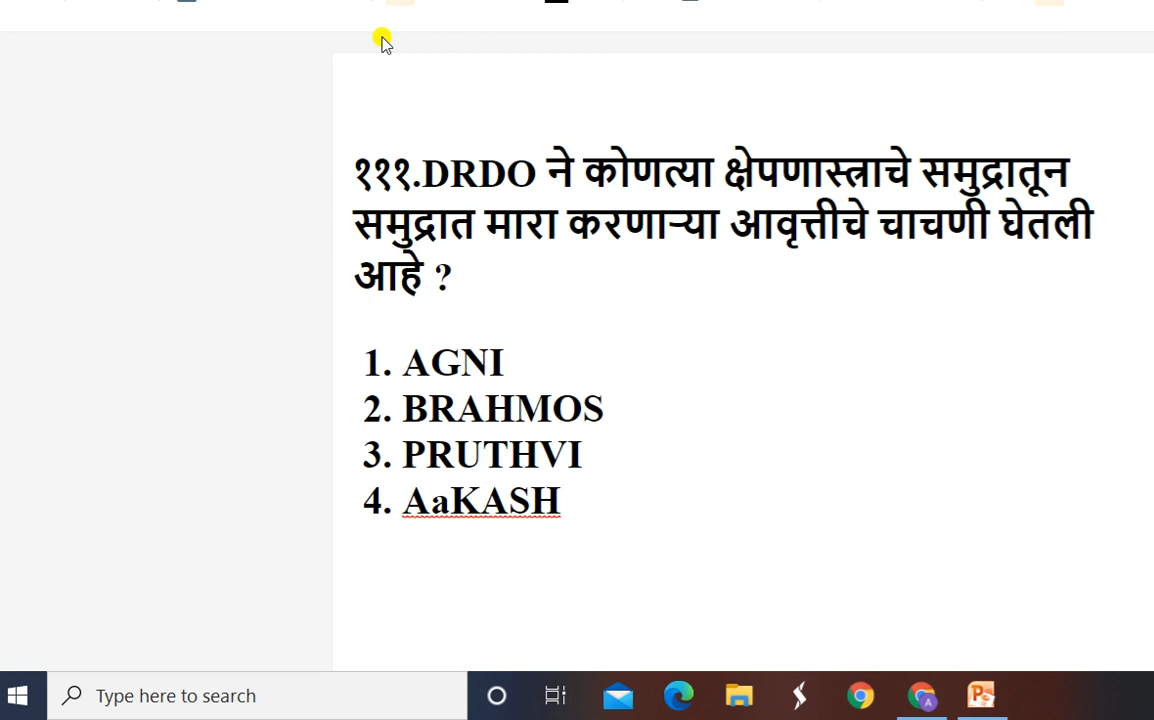 १११.DRDO ने कोणत्या क्षेपणास्त्राचे समुद्रातून
समुद्रात मारा करणाऱ्या आवृत्तीचे चाचणी घेतली
आहे ?
1. AGNI
2. BRAHMOS
3. PRUTHVI
4. AaKASH
Type here to search